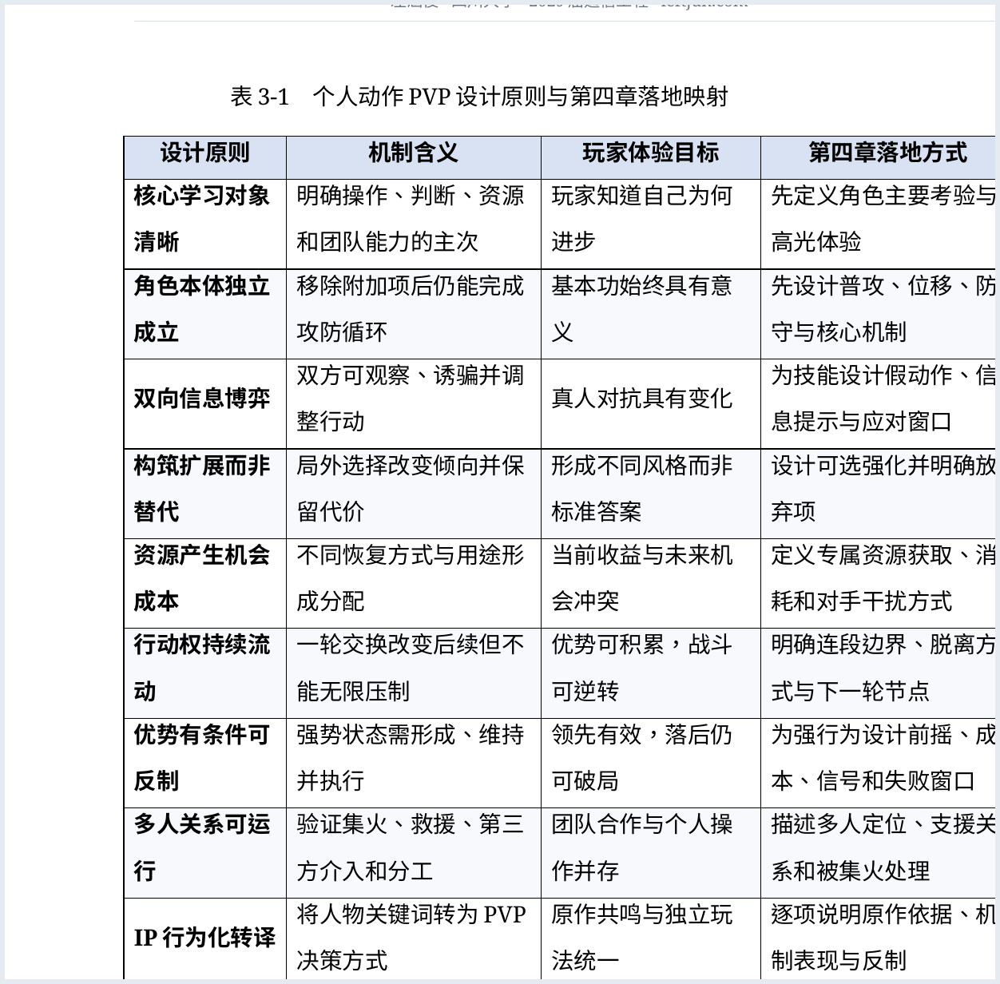 表 3-1 个人动作 PVP 设计原则与第四章落地映射
设计原则 机制含义 玩家体验目标 第四章落地方式
核心学习对象 明确操作、判断、资源 玩家知道自己为何 先定义角色主要考验与
清晰 和团队能力的主次 进步 高光体验
角色本体独立 移除附加项后仍能完成 基本功始终具有意 先设计普攻、位移、防
成立 攻防循环 义 守与核心机制
双方可观察、诱骗并调 为技能设计假动作、信
双向信息博弈 真人对抗具有变化
整行动 息提示与应对窗口
构筑扩展而非 局外选择改变倾向并保 形成不同风格而非 设计可选强化并明确放
替代 留代价 标准答案 弃项
资源产生机会 不同恢复方式与用途形 当前收益与未来机 定义专属资源获取、消
成本 成分配 会冲突 耗和对手干扰方式
行动权持续流 一轮交换改变后续但不 优势可积累，战斗 明确连段边界、脱离方
动 能无限压制 可逆转 式与下一轮节点
优势有条件可 强势状态需形成、维持 领先有效，落后仍 为强行为设计前摇、成
反制 并执行 可破局 本、信号和失败窗口
多人关系可运 验证集火、救援、第三 团队合作与个人操 描述多人定位、支援关
行 方介入和分工 作并存 系和被集火处理
将人物关键词转为 PVP 原作共鸣与独立玩 逐项说明原作依据、机
IP 行为化转译
决策方式 法统一 制表现与反制